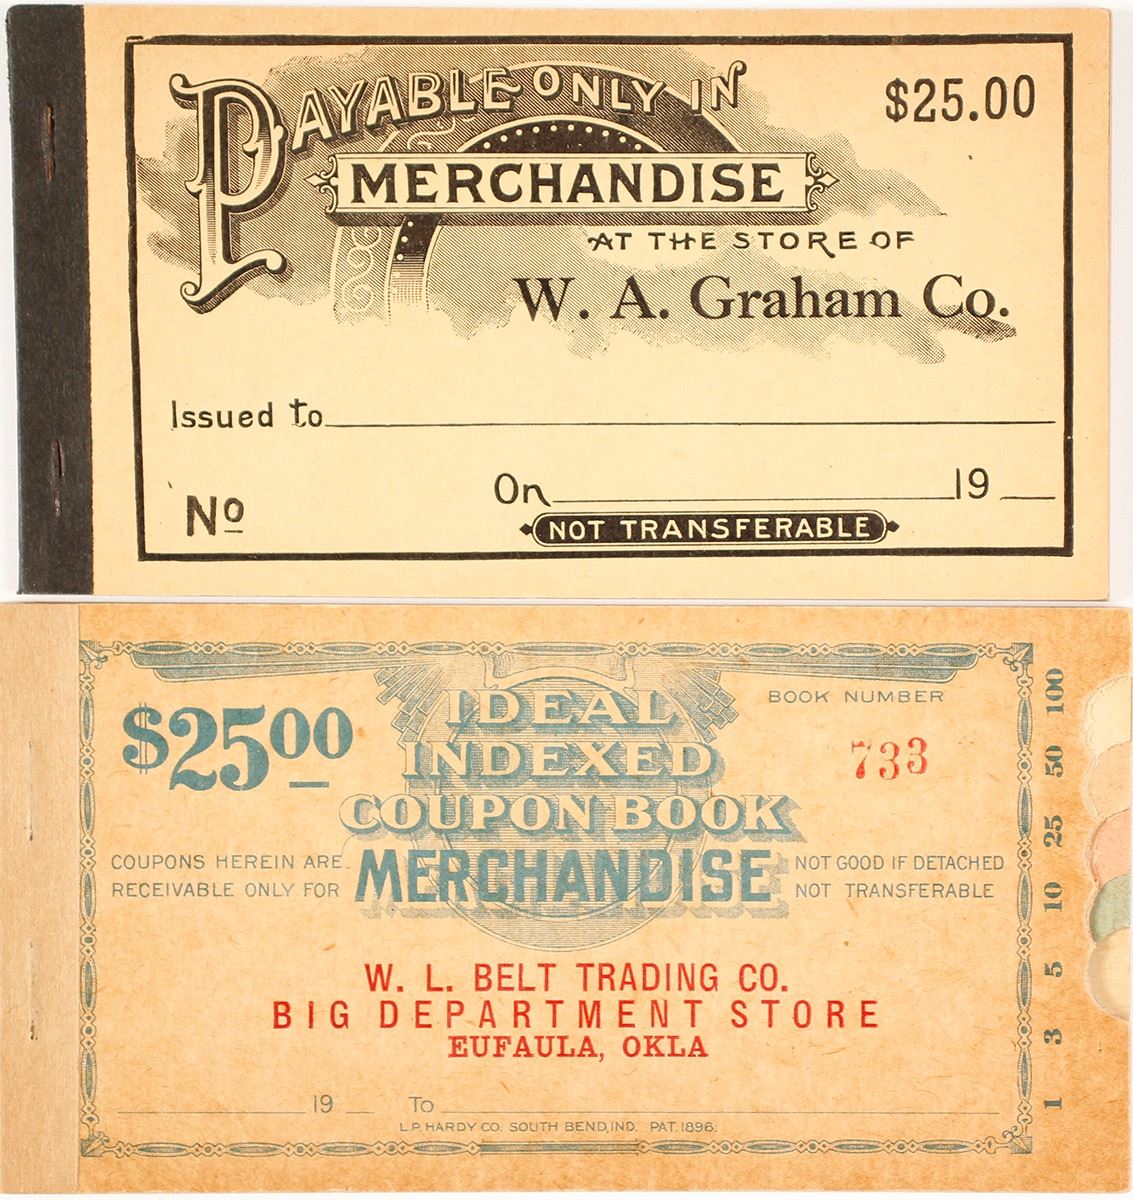 PAYABLE ONLY IN
$25.00
MERCHANDISE
AT THE STORE OF
W. A. Graham Co.
Issued to
No
On 19
NOT TRANSFERABLE
$2500
IDEAL
INDEXED
COUPON BOOK
MERCHANDISE
BOOK NUMBER
733
COUPONS HEREIN ARE
RECEIVABLE ONLY FOR
NOT GOOD IF DETACHED
NOT TRANSFERABLE
W. L. BELT TRADING CO.
BIG DEPARTMENT STORE
EUFAULA, OKLA
19 To
L.P. HARDY CO. SOUTH BEND, IND. PAT. 1896.
1 3 5 10 25 50 100